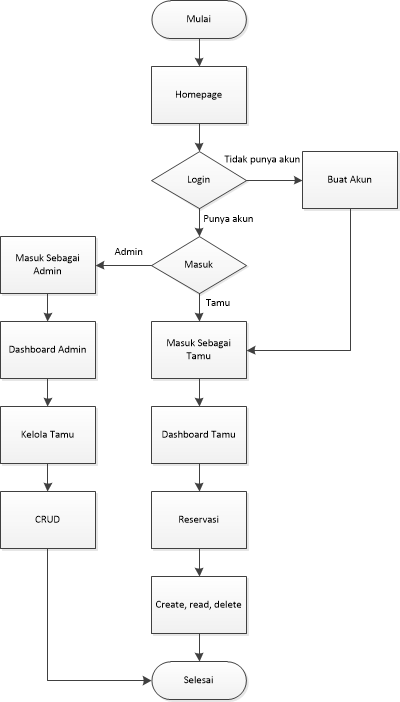 Mulai
Homepage
Tidak punya akun
Login
Buat Akun
Punya akun
Admin
Masuk
Masuk Sebagai
Admin
Tamu
Masuk Sebagai
Tamu
Dashboard Admin
Kelola Tamu
Dashboard Tamu
CRUD
Reservasi
Create, read, delete
Selesai